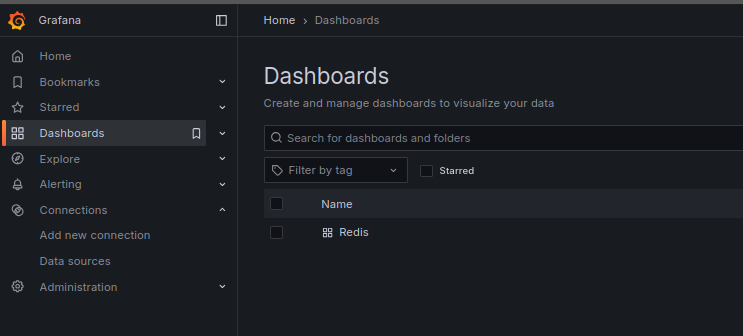 Grafana
Home
Bookmarks
Starred
Dashboards
Explore
Alerting
Connections
Add new connection
Data sources
Administration
Home › Dashboards
Dashboards
Create and manage dashboards to visualize your data
Search for dashboards and folders
Filter by tag
Starred
Name
Redis